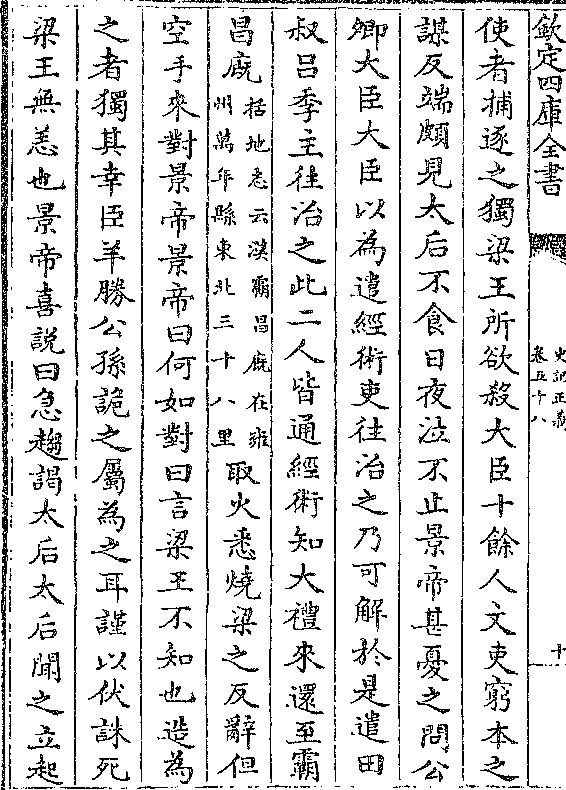 欽定四庫全書
史記正義
卷五十八
十
使者捕逐之獨梁王所欲殺大臣十餘人文吏窮本之
謀反端頗見太后不食日夜泣不止景帝甚憂之問公
卿大臣大臣以為遣經術吏往治之乃可解於是遣田
叔呂季主往治之此二人皆通經術知大禮來還至霸
昌廐括地志云漢霸昌廐在雍州萬年縣東北三十八里取火悉燒梁之反辭但
空手來對景帝景帝曰何如對曰言梁王不知也造為
之者獨其幸臣羊勝公孫詭之屬為之耳謹以伏誅死
梁王無恙也景帝喜說曰急趨謁太后太后聞之立起